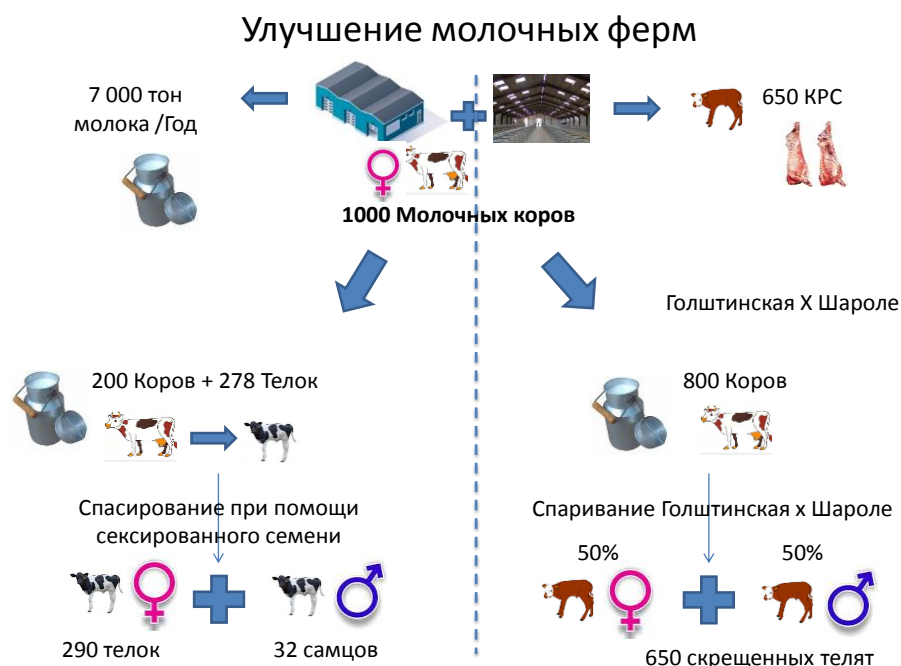 Улучшение молочных ферм
7 000 тон
молока /Год
650 КРС
1000 Молочных коров
Голштинская X Шароле
200 Коров + 278 Телок
800 Коров
Спасирование при помощи
сексированного семени
Спаривание Голштинская x Шароле
50%
50%
290 телок
32 самцов
650 скрещенных телят